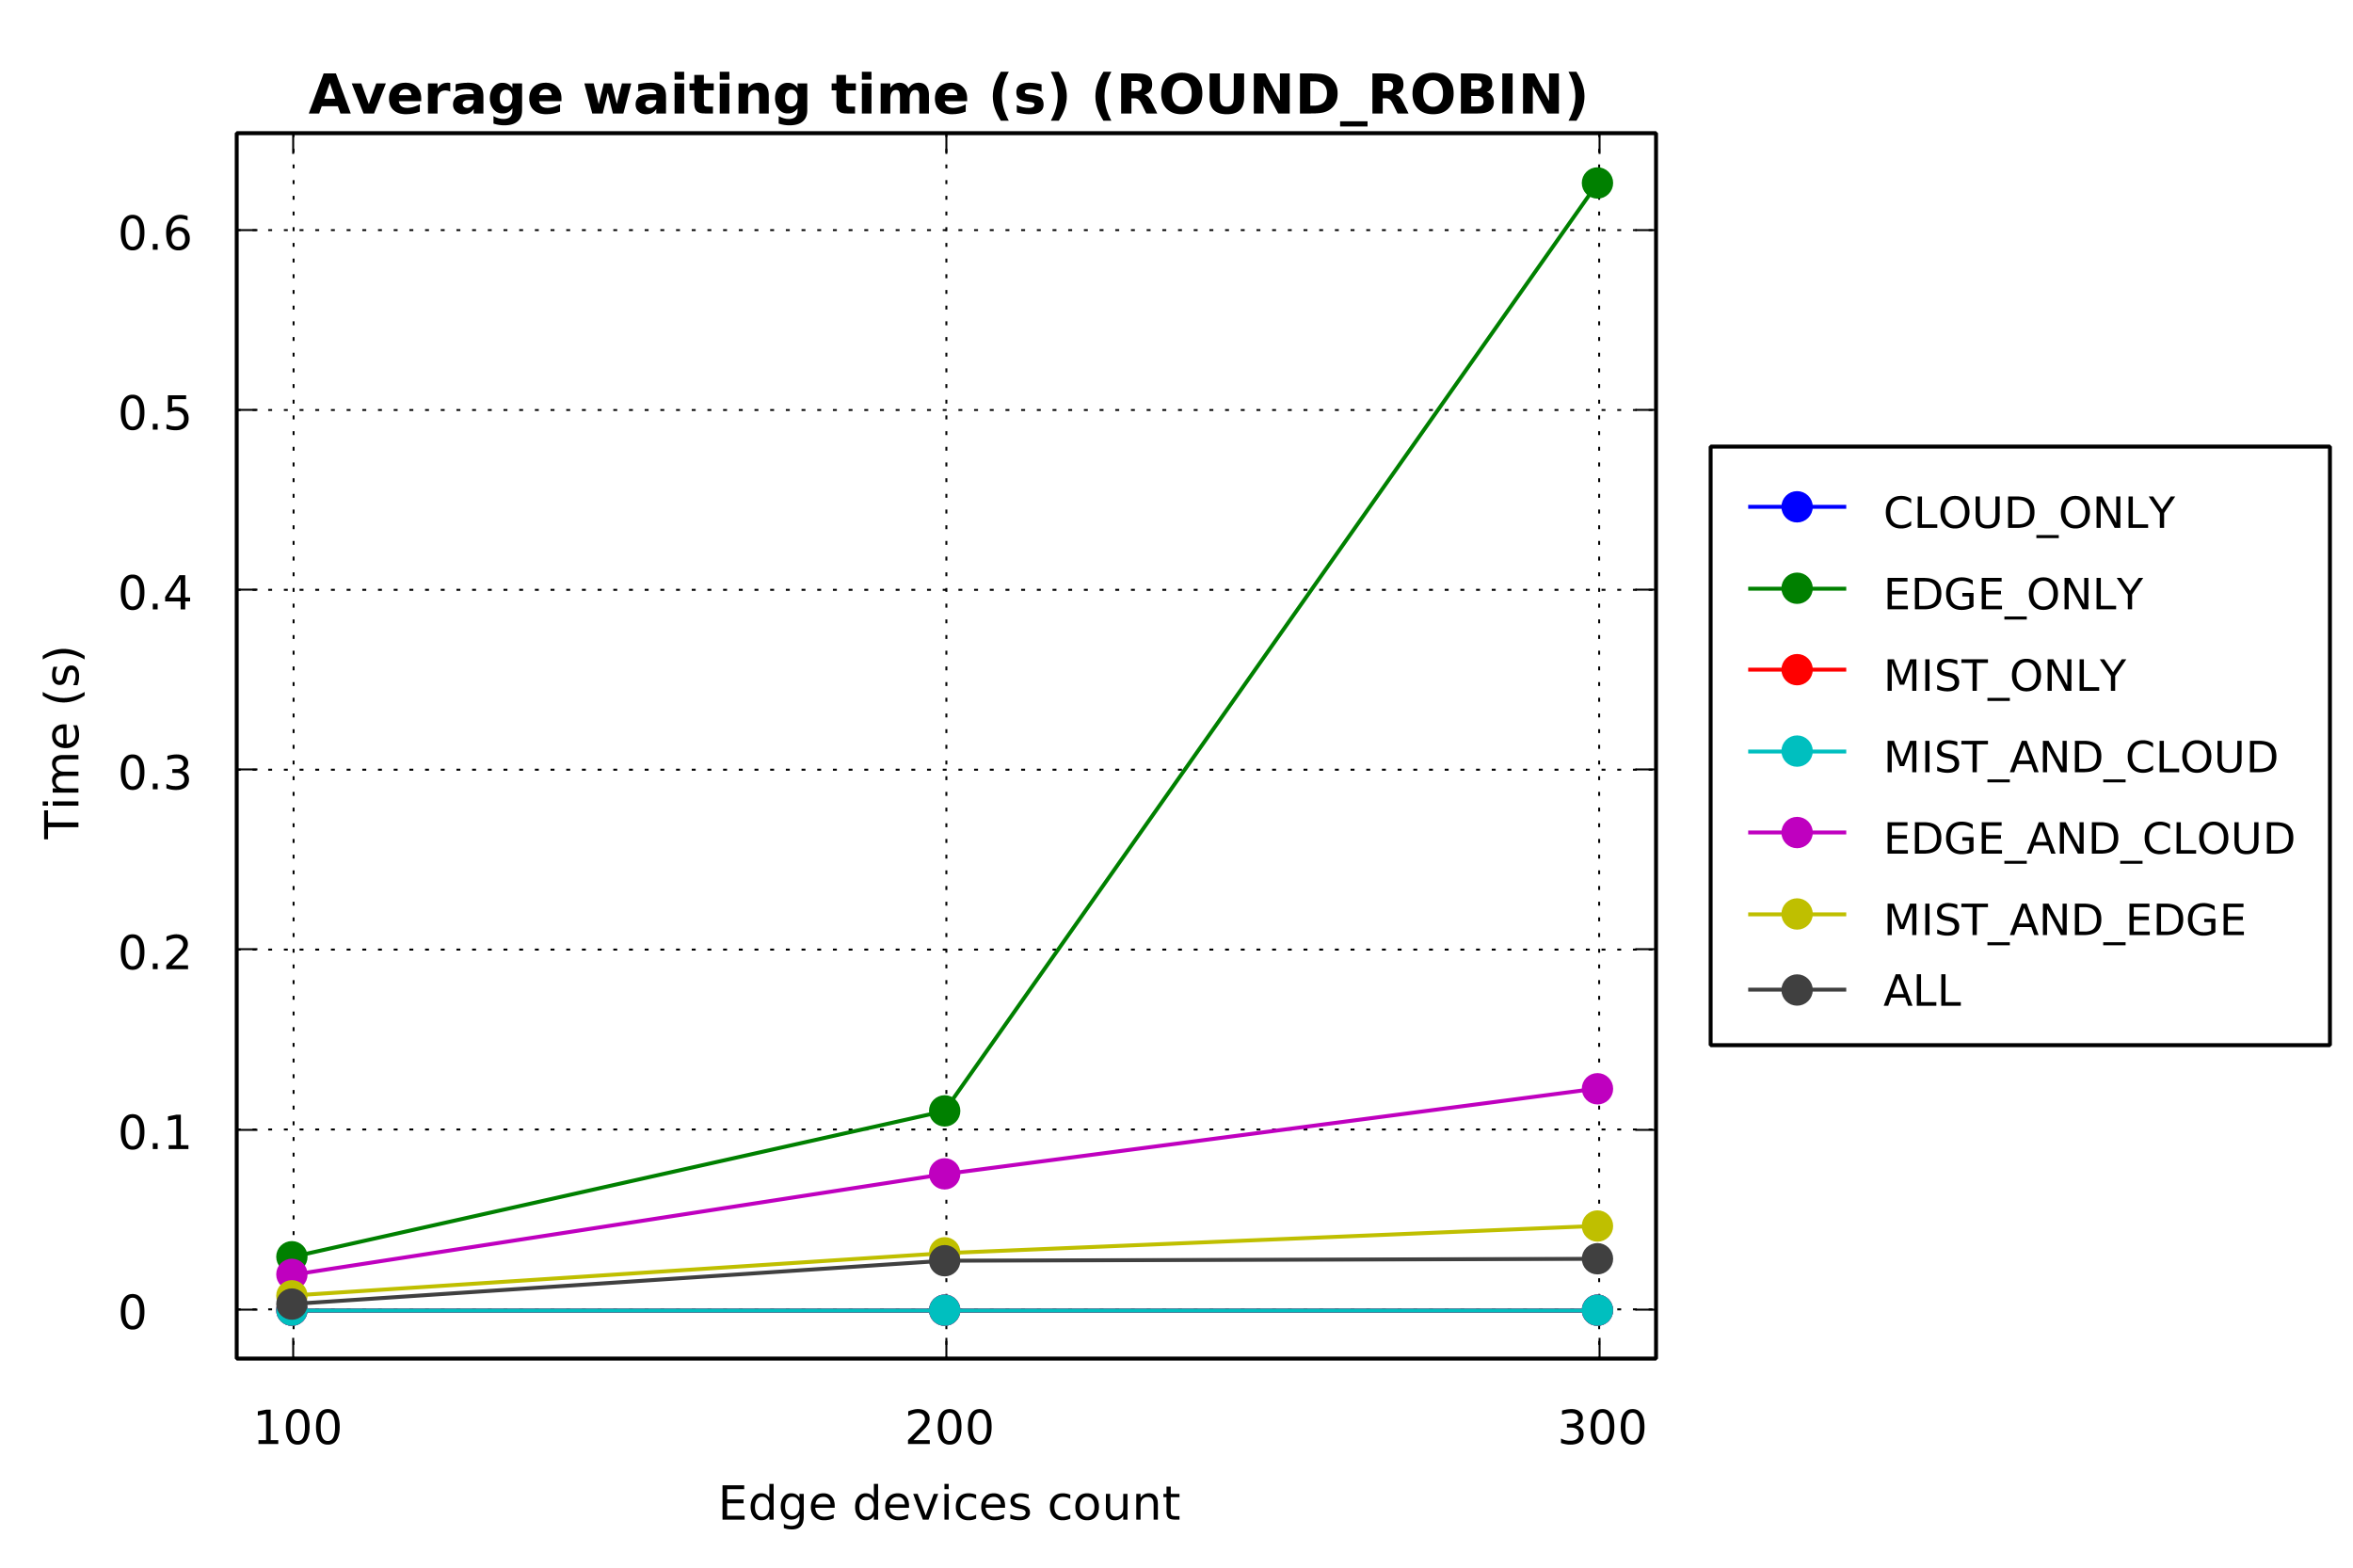 Average waiting time (s) (ROUND_ROBIN)
0.6
0.5
0.4
0.3
0.2
0.1
0
Time (s)
100 200 300
Edge devices count
CLOUD_ONLY
EDGE_ONLY
MIST_ONLY
MIST_AND_CLOUD
EDGE_AND_CLOUD
MIST_AND_EDGE
ALL